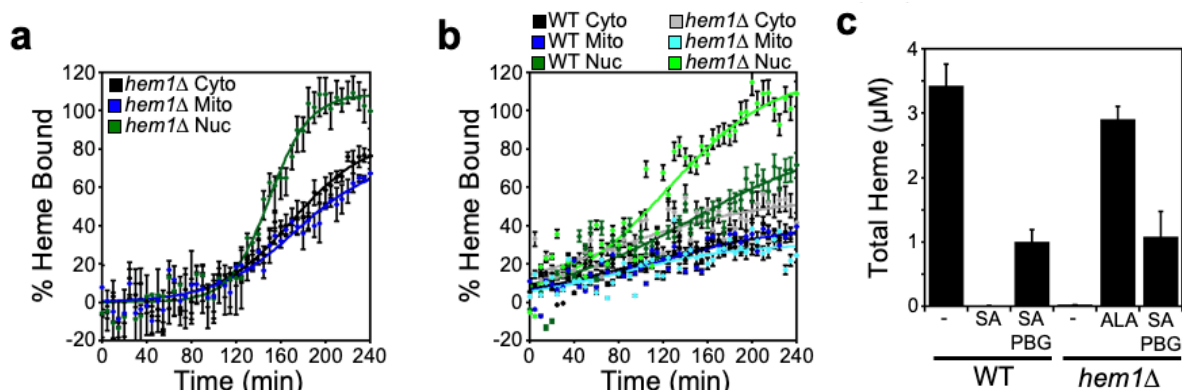 a
hem1Δ Cyto
hem1Δ Mito
hem1Δ Nuc
% Heme Bound
120
100
80
60
40
20
0
-20
0 40 80 120 160 200 240
Time (min)
b
WT Cyto hem1Δ Cyto
WT Mito hem1Δ Mito
WT Nuc hem1Δ Nuc
% Heme Bound
120
100
80
60
40
20
0
-20
0 40 80 120 160 200 240
Time (min)
c
Total Heme (µM)
4
3
2
1
0
- SA SA - ALA SA
PBG PBG
WT hem1Δ